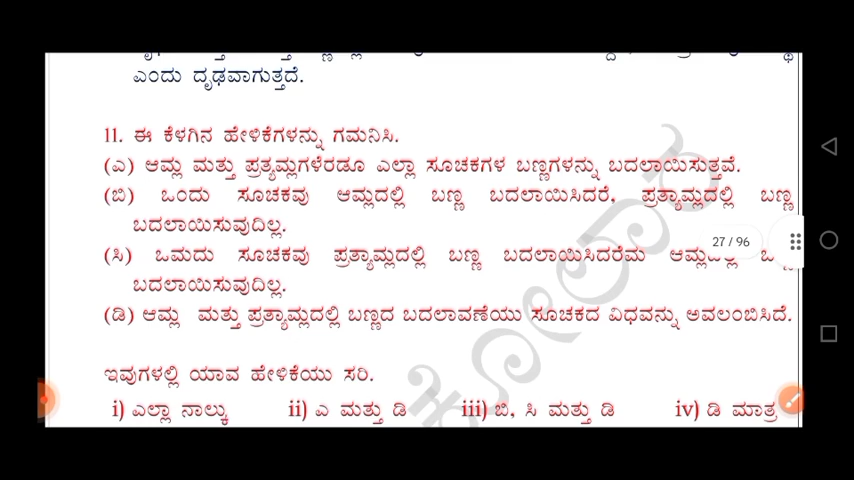 ಎಂದು ದೃಢವಾಗುತ್ತದೆ.
11. ಈ ಕೆಳಗಿನ ಹೇಳಿಕೆಗಳನ್ನು ಗಮನಿಸಿ.
(ಎ) ಆಮ್ಲ ಮತ್ತು ಪ್ರತ್ಯಮ್ಲಗಳೆರಡೂ ಎಲ್ಲಾ ಸೂಚಕಗಳ ಬಣ್ಣಗಳನ್ನು ಬದಲಾಯಿಸುತ್ತವೆ.
(ಬಿ) ಒಂದು ಸೂಚಕವು ಆಮ್ಲದಲ್ಲಿ ಬಣ್ಣ ಬದಲಾಯಿಸಿದರೆ, ಪ್ರತ್ಯಾಮ್ಲದಲ್ಲಿ ಬಣ್ಣ
ಬದಲಾಯಿಸುವುದಿಲ್ಲ.
27 / 96
(ಸಿ) ಒಮದು ಸೂಚಕವು ಪ್ರತ್ಯಾಮ್ಲದಲ್ಲಿ ಬಣ್ಣ ಬದಲಾಯಿಸಿದರೆಮ ಆಮ್ಲದಲ್ಲಿ
ಬದಲಾಯಿಸುವುದಿಲ್ಲ.
(ಡಿ) ಆಮ್ಲ ಮತ್ತು ಪ್ರತ್ಯಾಮ್ಲದಲ್ಲಿ ಬಣ್ಣದ ಬದಲಾವಣೆಯು ಸೂಚಕದ ವಿಧವನ್ನು ಅವಲಂಬಿಸಿದೆ.
ಇವುಗಳಲ್ಲಿ ಯಾವ ಹೇಳಿಕೆಯು ಸರಿ.
i) ಎಲ್ಲಾ ನಾಲ್ಕು ii) ಎ ಮತ್ತು ಡಿ iii) ಬಿ, ಸಿ ಮತ್ತು ಡಿ iv) ಡಿ ಮಾತ್ರ